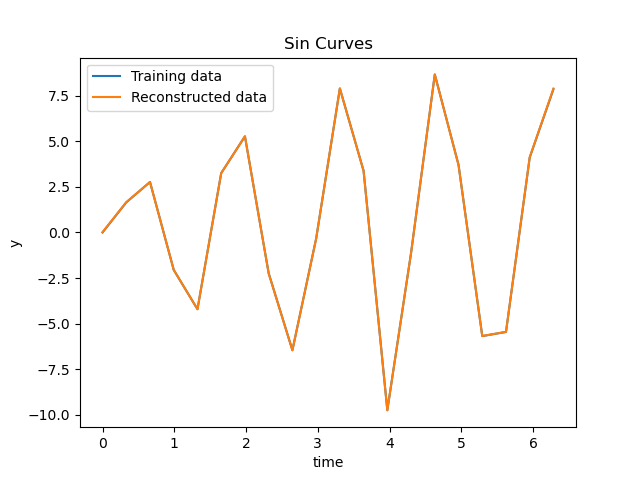 Sin Curves
Training data
Reconstructed data
7.5
5.0
2.5
0.0
−2.5
−5.0
−7.5
−10.0
y
0 1 2 3 4 5 6
time